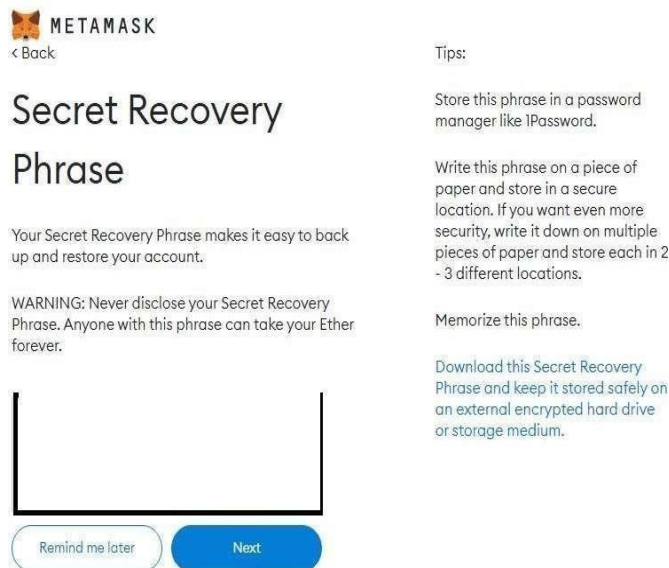 METAMASK
< Back
Secret Recovery
Phrase
Your Secret Recovery Phrase makes it easy to back
up and restore your account.
WARNING: Never disclose your Secret Recovery
Phrase. Anyone with this phrase can take your Ether
forever.
Remind me later
Next
Tips:
Store this phrase in a password
manager like 1Password.
Write this phrase on a piece of
paper and store in a secure
location. If you want even more
security, write it down on multiple
pieces of paper and store each in 2
- 3 different locations.
Memorize this phrase.
Download this Secret Recovery
Phrase and keep it stored safely on
an external encrypted hard drive
or storage medium.